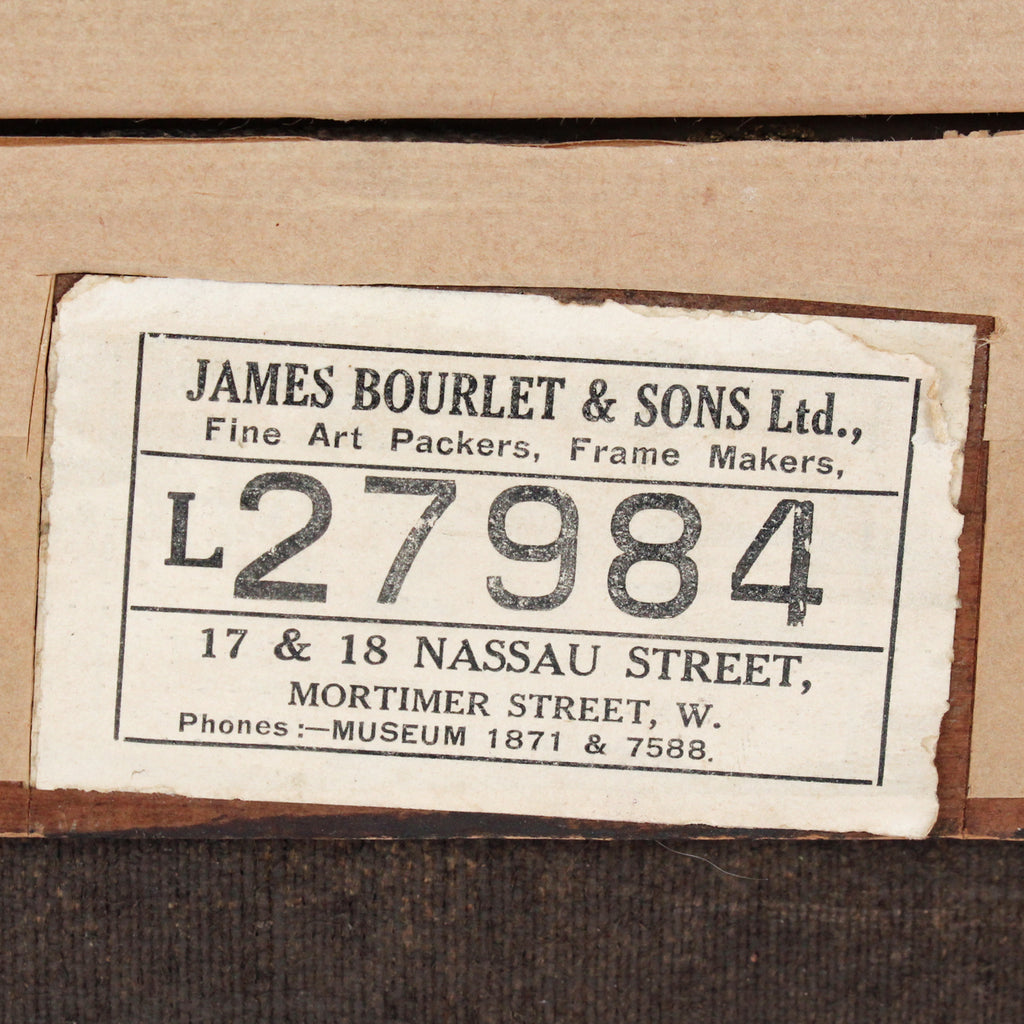 JAMES BOURLET & SONS Ltd.,
Fine Art Packers, Frame Makers,
L27984
17 & 18 NASSAU STREET,
MORTIMER STREET, W.
Phones:—MUSEUM 1871 & 7588.